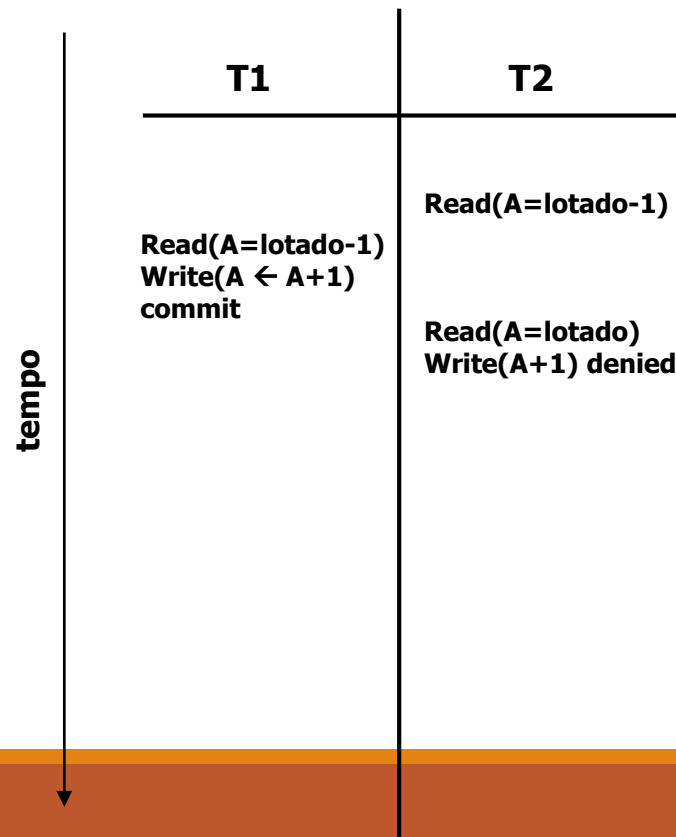 T1
T2
Read(A=lotado-1)
Read(A=lotado-1)
Write(A ← A+1)
commit
Read(A=lotado)
Write(A+1) denied
tempo